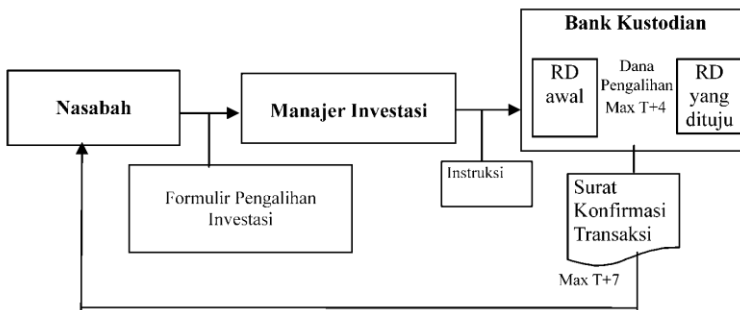 Bank Kustodian
RD
awal
Dana
Pengalihan
Max T+4
RD
yang
dituju
Nasabah
Manajer Investasi
Formulir Pengalihan
Investasi
Instruksi
Surat
Konfirmasi
Transaksi
Max T+7